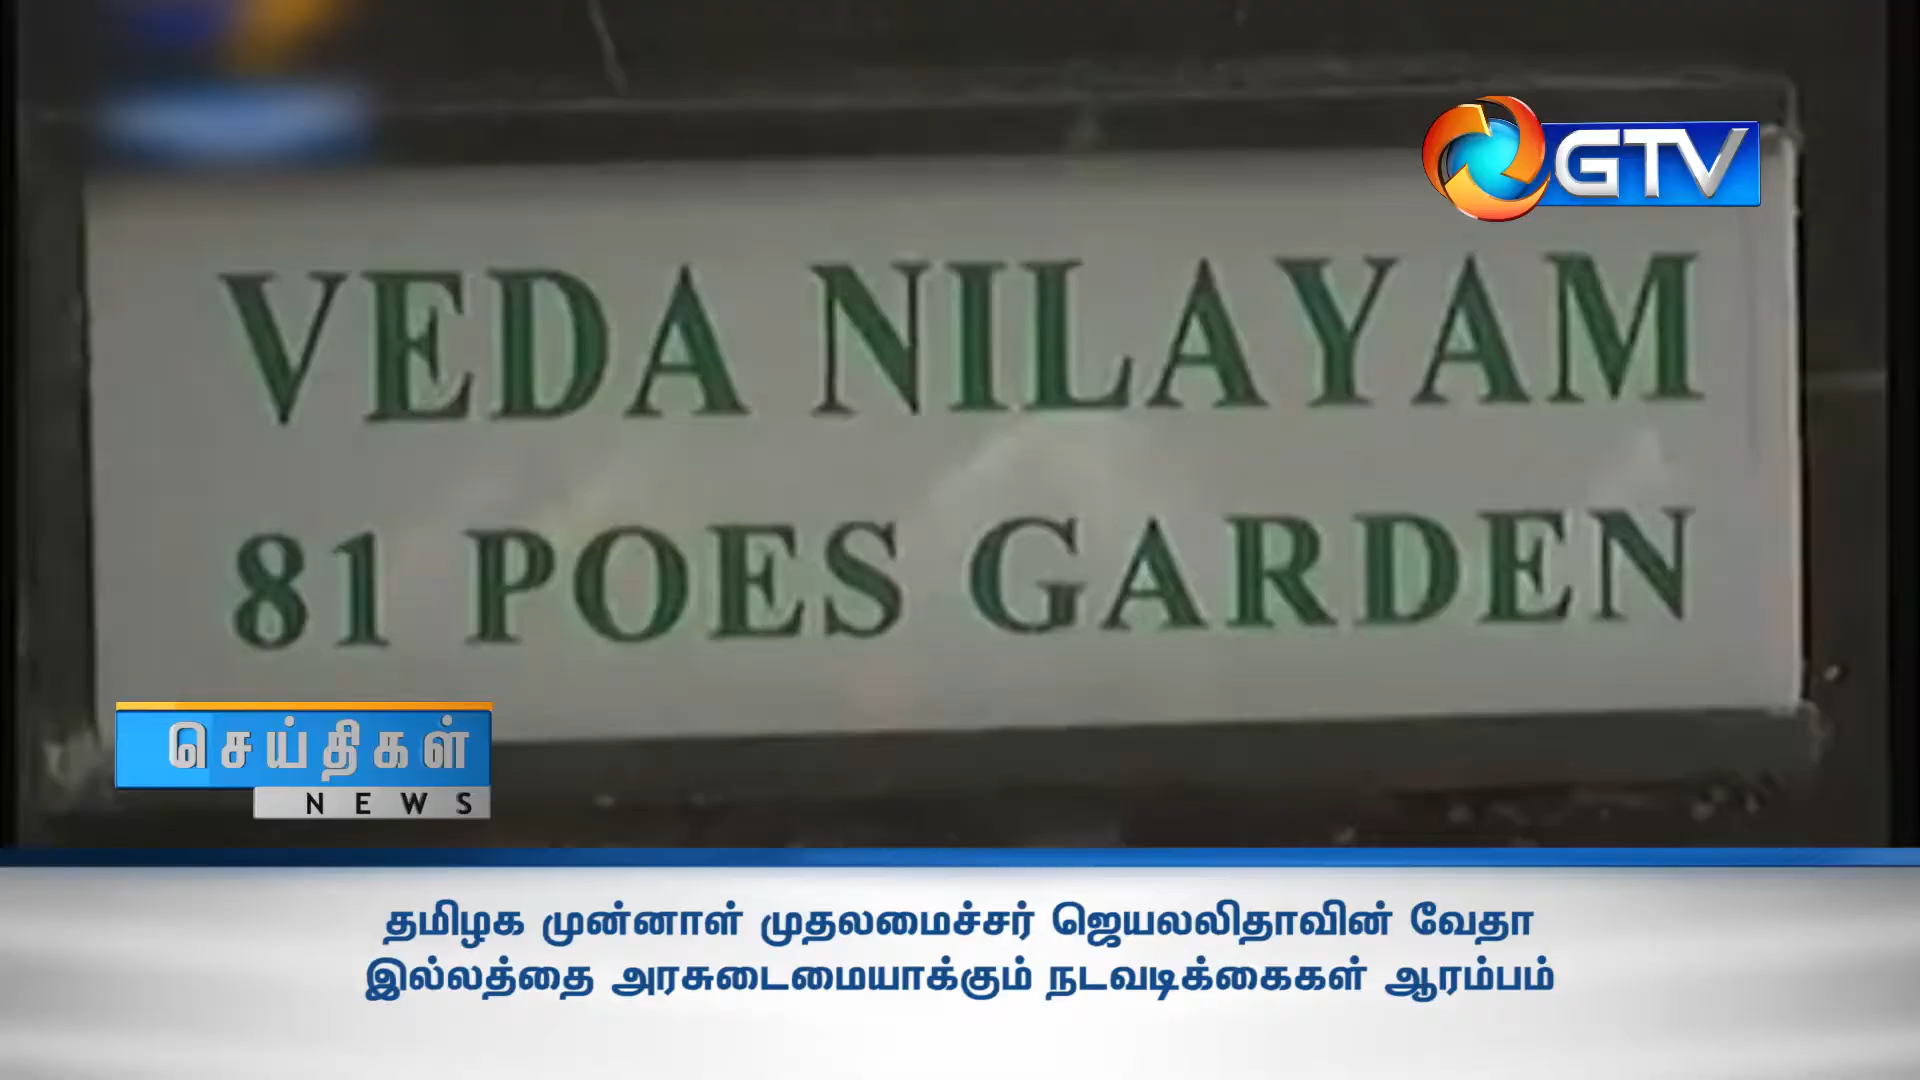 GTV
VEDA NILAYAM
81 POES GARDEN
செய்திகள்
NEWS
தமிழக முன்னாள் முதலமைச்சர் ஜெயலலிதாவின் வேதா
இல்லத்தை அரசுடைமையாக்கும் நடவடிக்கைகள் ஆரம்பம்